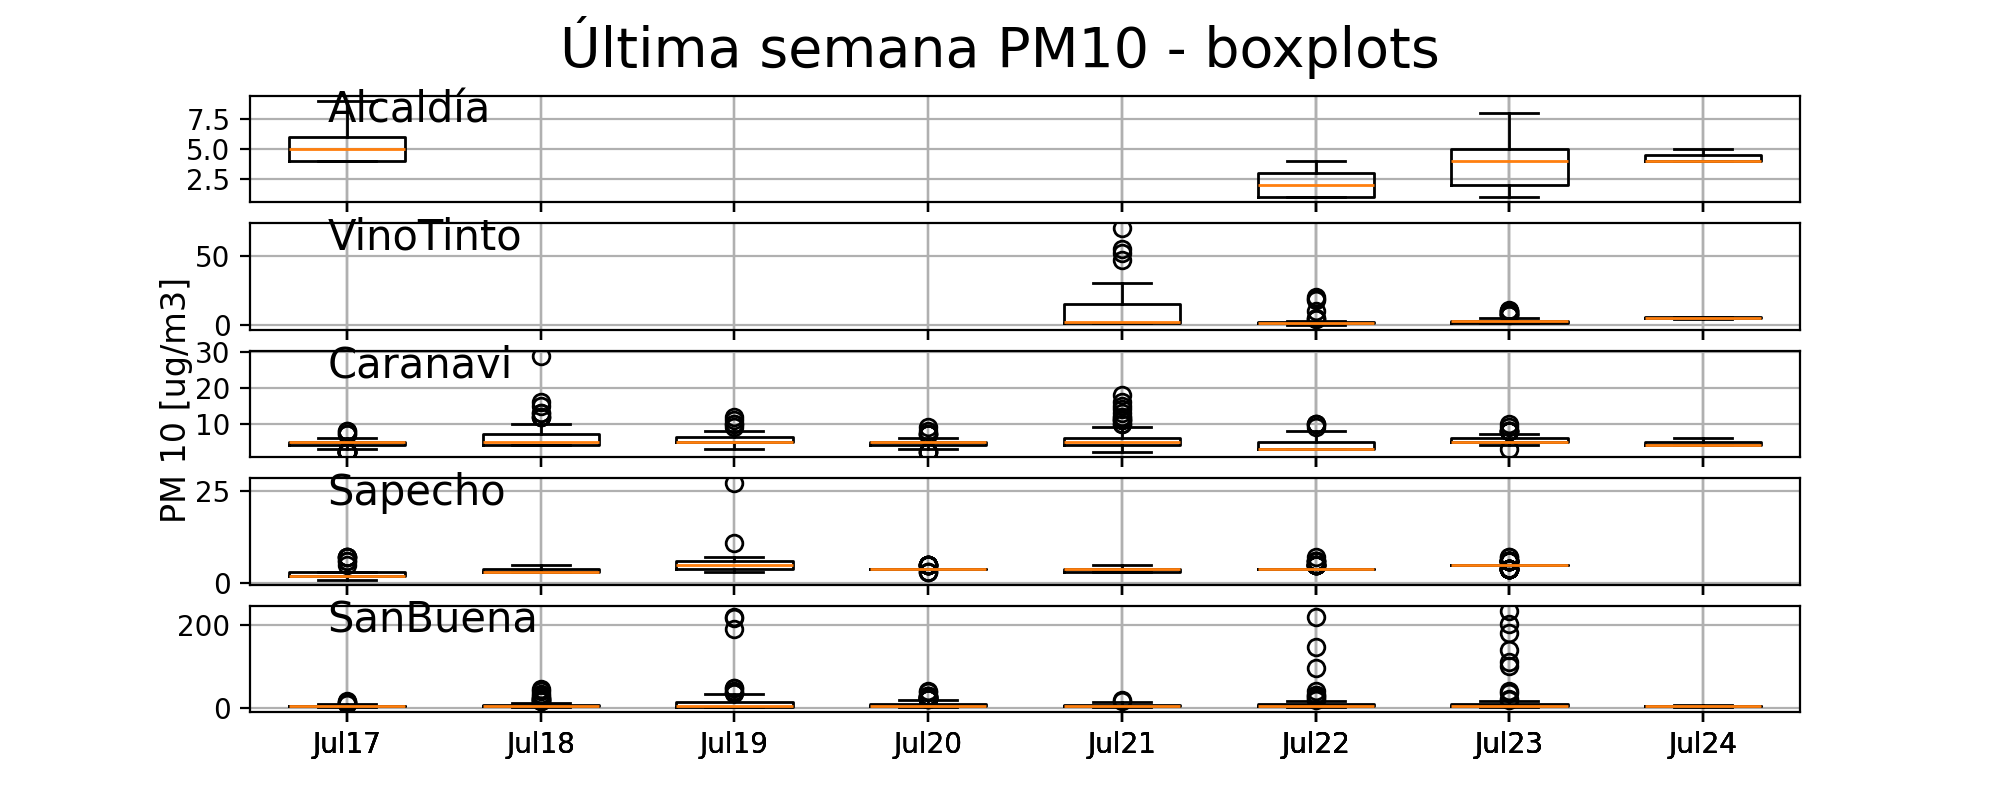 Última semana PM10 - boxplots
PM 10 [ug/m3]
Alcaldía
7.5
5.0
2.5
VinoTinto
50
0
Caranavi
30
20
10
Sapecho
25
0
SanBuena
200
0
Jul17 Jul18 Jul19 Jul20 Jul21 Jul22 Jul23 Jul24